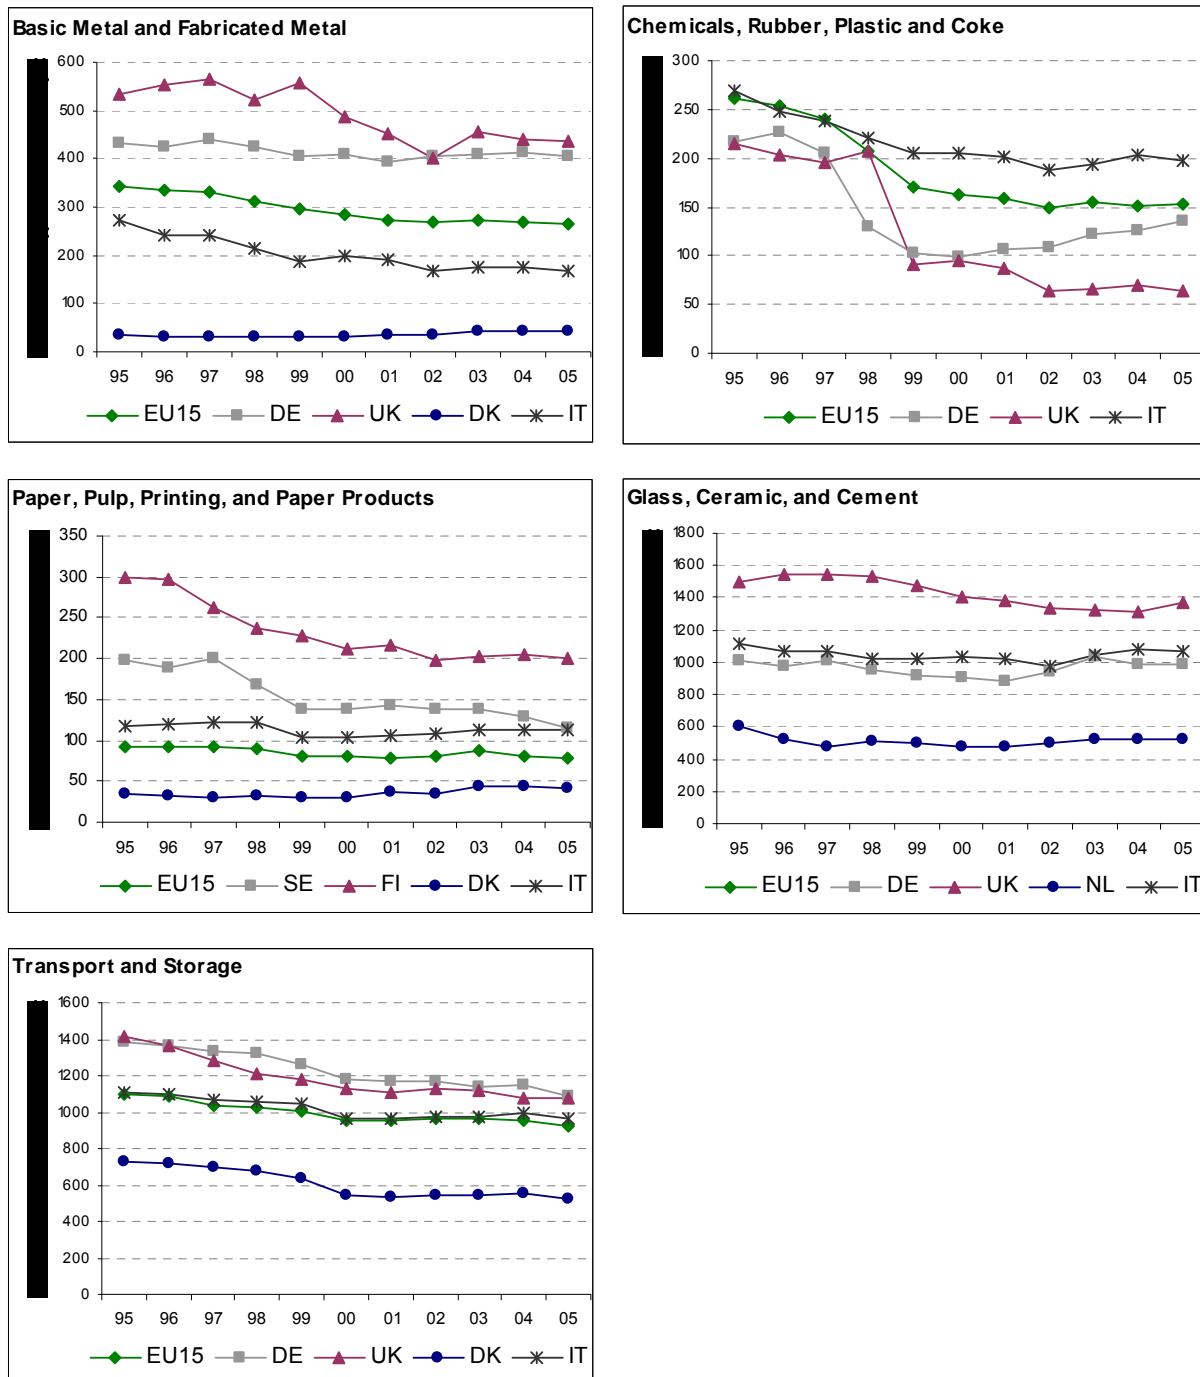 Basic Metal and Fabricated Metal
600
500
400
300
200
100
0
95 96 97 98 99 00 01 02 03 04 05
EU15 DE UK DK IT
Chemicals, Rubber, Plastic and Coke
300
250
200
150
100
50
0
95 96 97 98 99 00 01 02 03 04 05
EU15 DE UK IT
Paper, Pulp, Printing, and Paper Products
350
300
250
200
150
100
50
0
95 96 97 98 99 00 01 02 03 04 05
EU15 SE FI DK IT
Glass, Ceramic, and Cement
1800
1600
1400
1200
1000
800
600
400
200
0
95 96 97 98 99 00 01 02 03 04 05
EU15 DE UK NL IT
Transport and Storage
1600
1400
1200
1000
800
600
400
200
0
95 96 97 98 99 00 01 02 03 04 05
EU15 DE UK DK IT